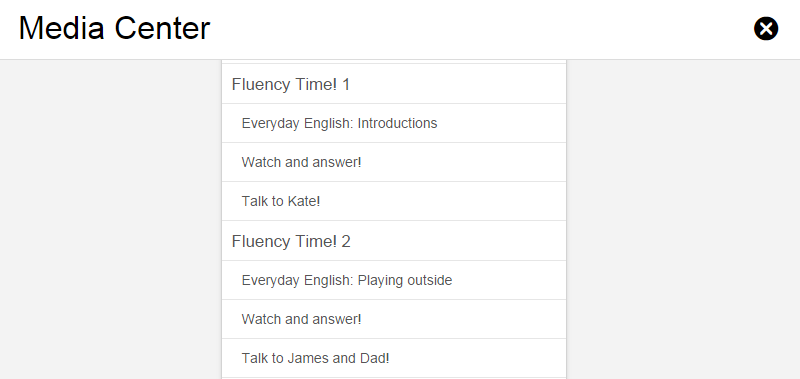 Media Center
Fluency Time! 1
Everyday English: Introductions
Watch and answer!
Talk to Kate!
Fluency Time! 2
Everyday English: Playing outside
Watch and answer!
Talk to James and Dad!